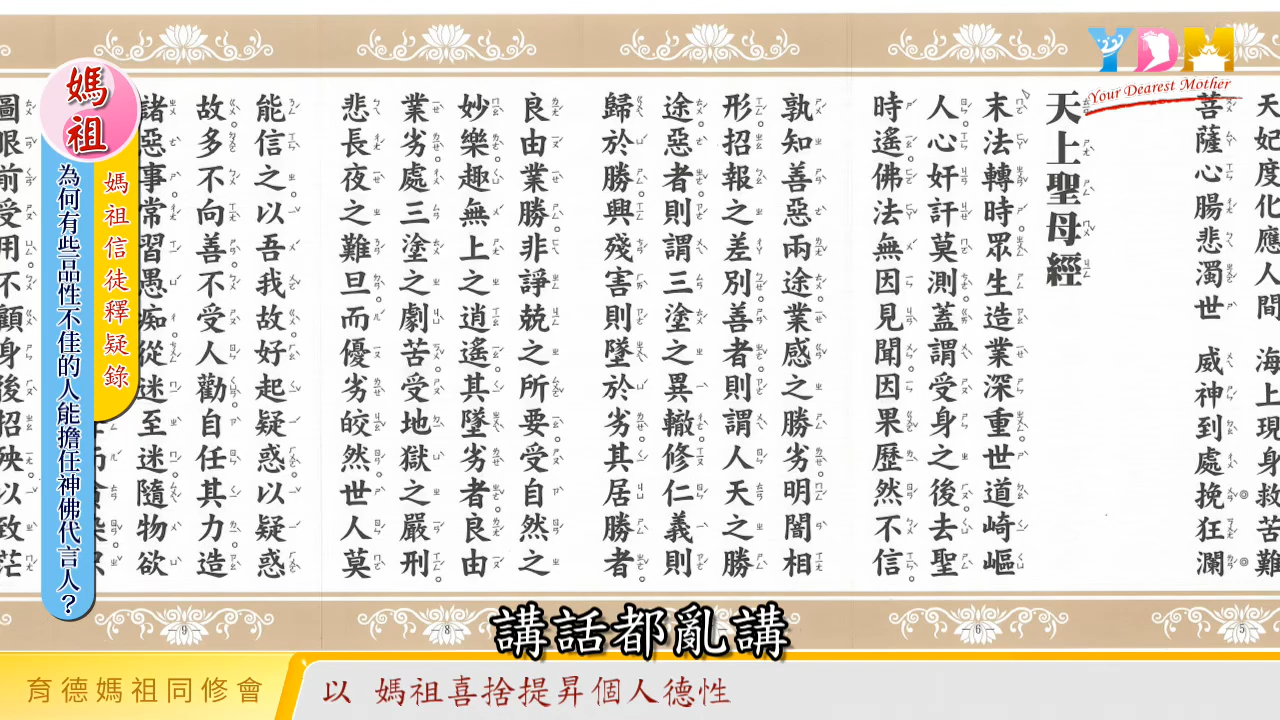 YDM
Your Dearest Mother
天妃度化應人間 海上現身救苦難◎
菩薩心腸悲濁世 威神到處挽狂瀾◎
天上聖母經
末法轉時。眾生造業深重。世道崎嶇
人心奸訐莫測。蓋謂受身之後。去聖
時遙。佛法無因見聞。因果歷然不信。
孰知善惡兩途。業感之勝劣。明闇相
形。招報之差別。善者則謂人天之勝
途。惡者則謂三塗之異轍。修仁義則
歸於勝。興殘害則墜於劣。其居勝者。
良由業勝。非諍兢之所要。受自然之
妙樂。趣無上之逍遙。其墜劣者。良由
業劣。處三塗之劇苦。受地獄之嚴刑。
悲長夜之難旦。而優劣皎然。世人莫
能信之。以吾我故。好起疑惑。以疑惑
故。多不向善。不受人勸。自任其力。造
諸惡事。常習愚痴。從迷至迷。隨物欲
圖眼前受用。不顧身後招殃。以致茫
5
6
8
9
媽祖
媽祖信徒釋疑錄
為何有些品性不佳的人能擔任神佛代言人？
講話都亂講
育德媽祖同修會
以 媽祖喜捨提昇個人德性